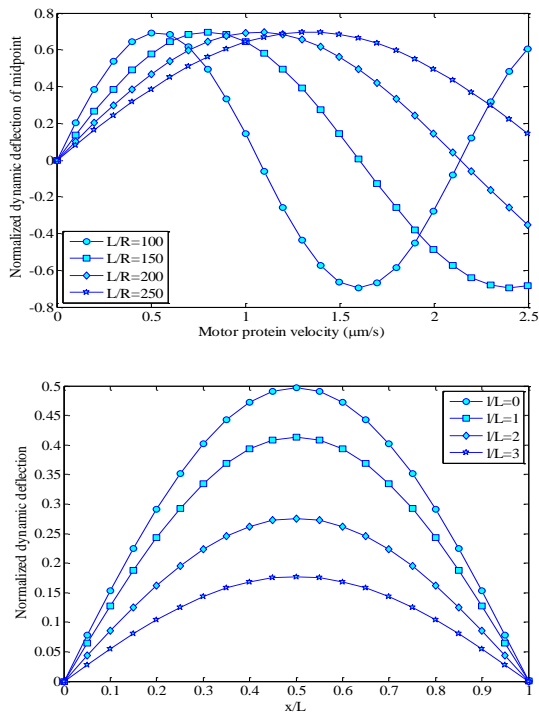 Normalized dynamic deflection of midpoint
0.8
0.6
0.4
0.2
0
-0.2
-0.4
-0.6
-0.8
L/R=100
L/R=150
L/R=200
L/R=250
0 0.5 1 1.5 2 2.5
Motor protein velocity (μm/s)
Normalized dynamic deflection
0.5
0.45
0.4
0.35
0.3
0.25
0.2
0.15
0.1
0.05
0
l/L=0
l/L=1
l/L=2
l/L=3
0 0.1 0.2 0.3 0.4 0.5 0.6 0.7 0.8 0.9 1
x/L